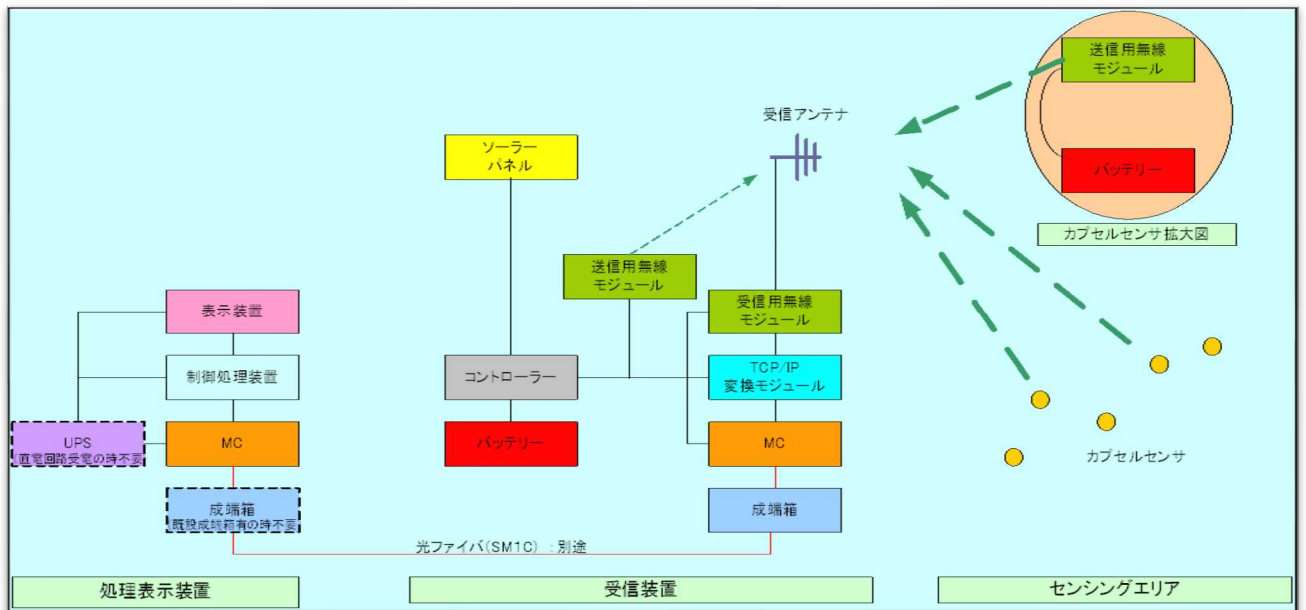 送信用無線
モジュール
バッテリー
カプセルセンサ拡大図
受信アンテナ
ソーラー
パネル
送信用無線
モジュール
受信用無線
モジュール
表示装置
制御処理装置
コントローラー
TCP/IP
変換モジュール
UPS
(直電回路受電の時不要
MC
バッテリー
MC
カプセルセンサ
成端箱
(既設成端箱有の時不要
成端箱
光ファイバ(SM1C) :別途
処理表示装置
受信装置
センシングエリア